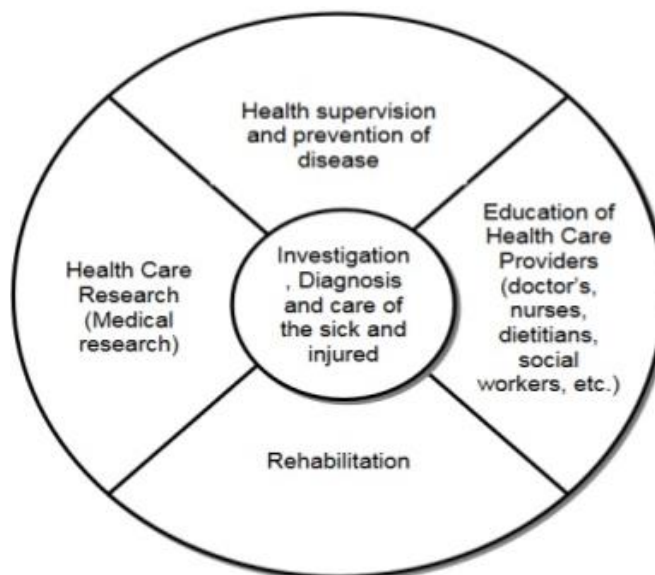 Health supervision
and prevention of
disease
Education of
Health Care
Providers
(doctor's,
nurses,
dietitians,
social
workers, etc.)
Investigation
, Diagnosis
and care of
the sick and
injured
Health Care
Research
(Medical
research)
Rehabilitation